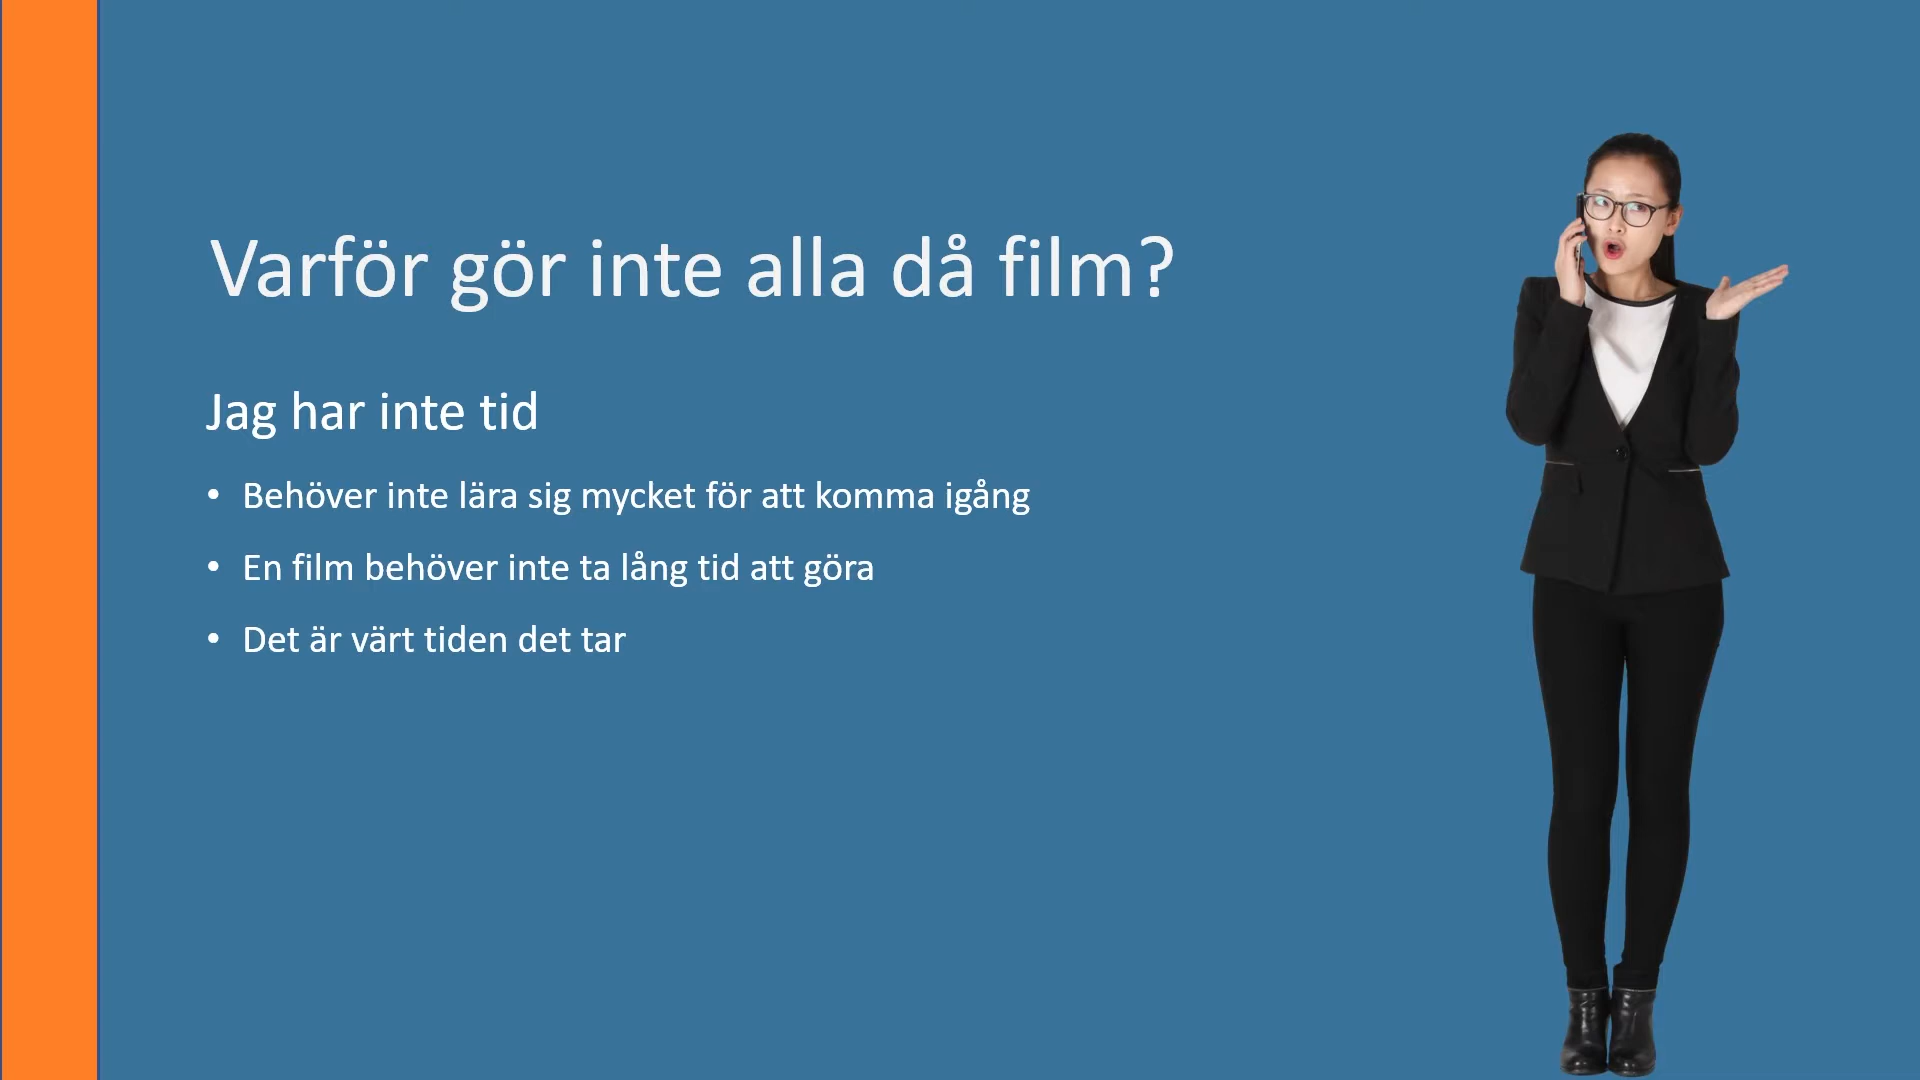 Varför gör inte alla då film?
Jag har inte tid
• Behöver inte lära sig mycket för att komma igång
• En film behöver inte ta lång tid att göra
• Det är värt tiden det tar